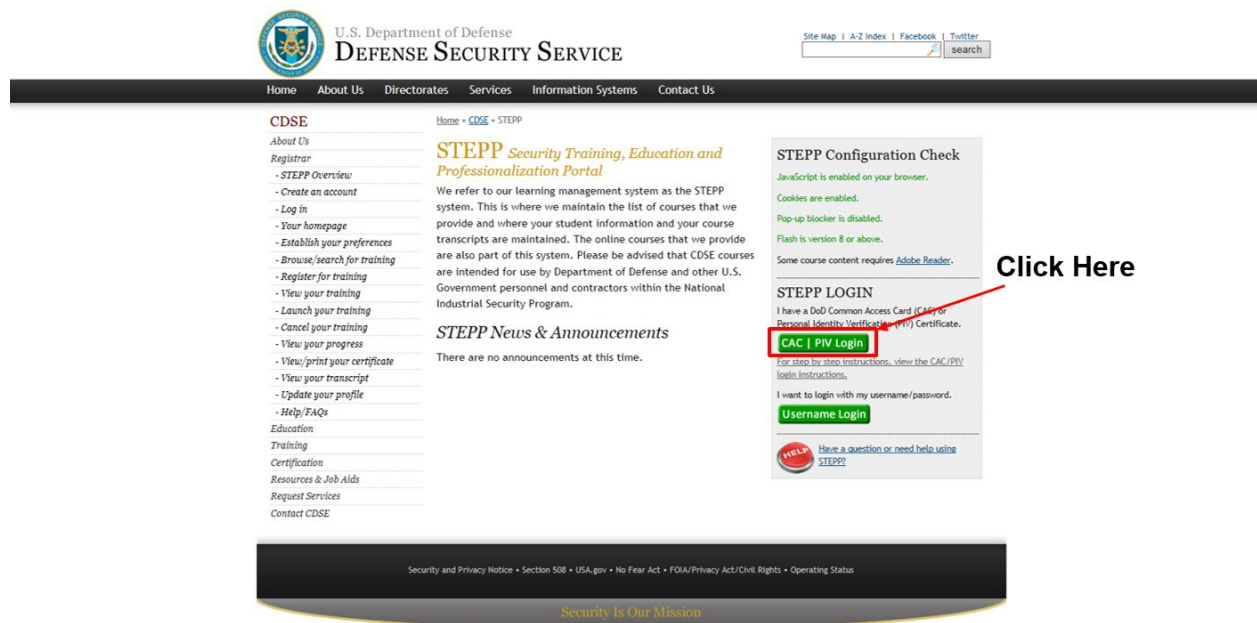 U.S. Department of Defense
DEFENSE SECURITY SERVICE
Site Map | A-Z Index | Facebook | Twitter
search
Home About Us Directorates Services Information Systems Contact Us
CDSE
About Us
Registrar
- STEPP Overview
- Create an account
- Log in
- Your homepage
- Establish your preferences
- Browse/search for training
- Register for training
- View your training
- Launch your training
- Cancel your training
- View your progress
- View/print your certificate
- View your transcript
- Update your profile
- Help/FAQs
Education
Training
Certification
Resources & Job Aids
Request Services
Contact CDSE
Home • CDSE • STEPP
STEPP Security Training, Education and
Professionalization Portal
We refer to our learning management system as the STEPP
system. This is where we maintain the list of courses that we
provide and where your student information and your course
transcripts are maintained. The online courses that we provide
are also part of this system. Please be advised that CDSE courses
are intended for use by Department of Defense and other U.S.
Government personnel and contractors within the National
Industrial Security Program.
STEPP News & Announcements
There are no announcements at this time.
STEPP Configuration Check
JavaScript is enabled on your browser.
Cookies are enabled.
Pop-up blocker is disabled.
Flash is version 8 or above.
Some course content requires Adobe Reader.
STEPP LOGIN
I have a DoD Common Access Card (CAC) or
Personal Identity Verification (PIV) Certificate.
CAC | PIV Login
For step by step instructions, view the CAC/PIV
login instructions.
I want to login with my username/password.
Username Login
HELP
Have a question or need help using
STEPP?
Click Here
Security and Privacy Notice • Section 508 • USA.gov • No Fear Act • FOIA/Privacy Act/Civil Rights • Operating Status
Security Is Our Mission